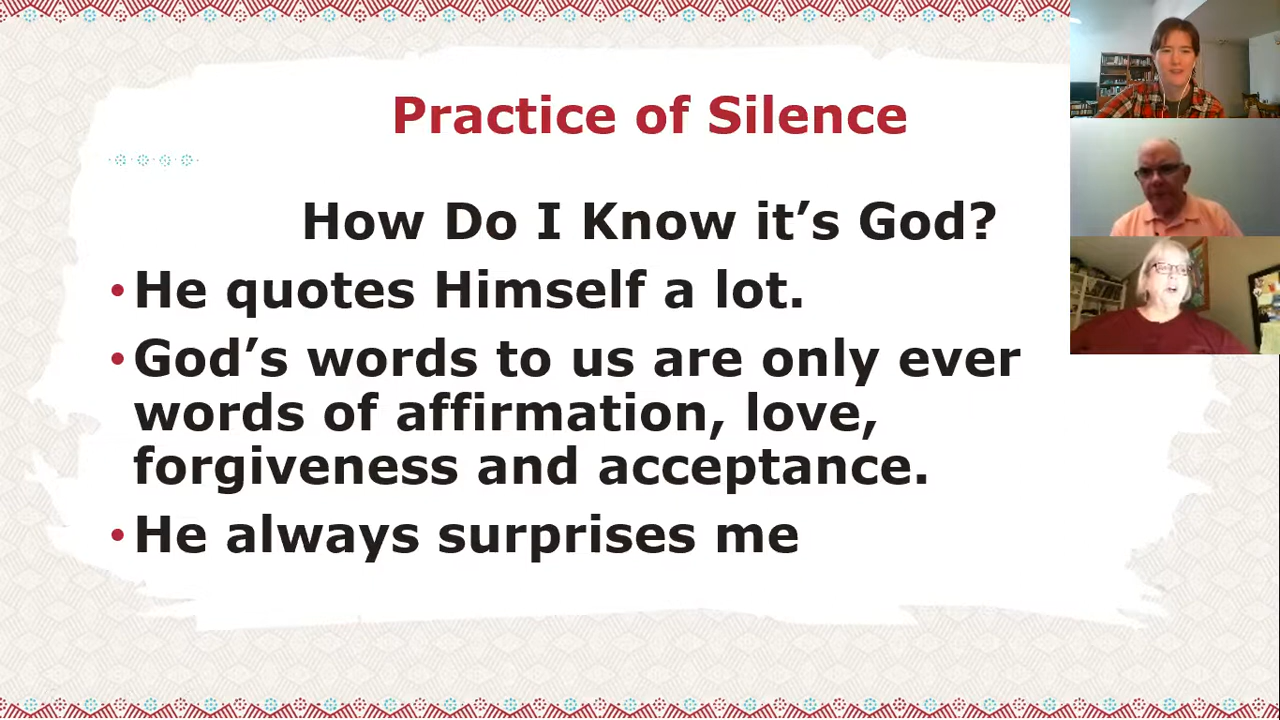 Practice of Silence
How Do I Know it’s God?
•He quotes Himself a lot.
•God’s words to us are only ever
words of affirmation, love,
forgiveness and acceptance.
•He always surprises me